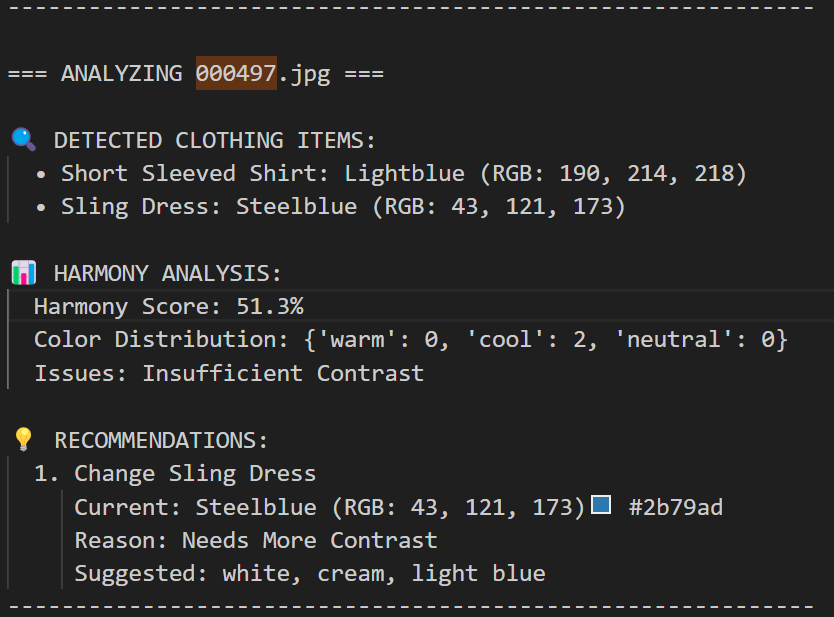 ------------------------------------------------------------
=== ANALYZING 000497.jpg ===
🔍 DETECTED CLOTHING ITEMS:
• Short Sleeved Shirt: Lightblue (RGB: 190, 214, 218)
• Sling Dress: Steelblue (RGB: 43, 121, 173)
📊 HARMONY ANALYSIS:
Harmony Score: 51.3%
Color Distribution: {'warm': 0, 'cool': 2, 'neutral': 0}
Issues: Insufficient Contrast
💡 RECOMMENDATIONS:
1. Change Sling Dress
Current: Steelblue (RGB: 43, 121, 173) #2b79ad
Reason: Needs More Contrast
Suggested: white, cream, light blue
------------------------------------------------------------